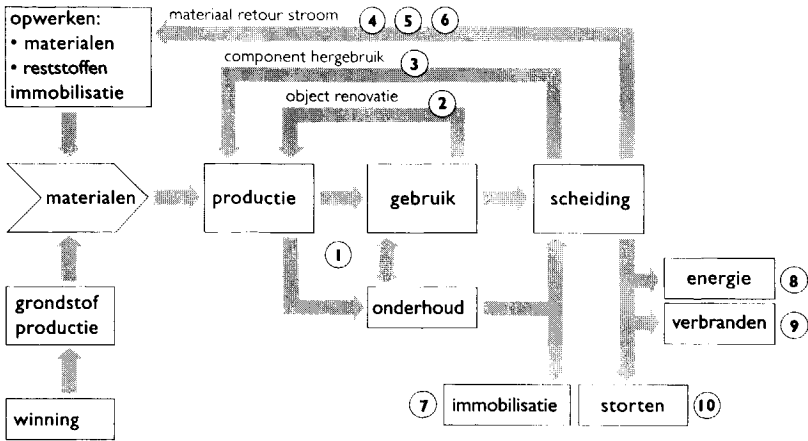 opwerken:
• materialen
• reststoffen
immobilisatie
materiaal retour stroom 4 5 6
component hergebruik 3
object renovatie 2
materialen
productie
gebruik
scheiding
1
grondstof
productie
onderhoud
energie 8
verbranden 9
winning
7 immobilisatie
storten 10